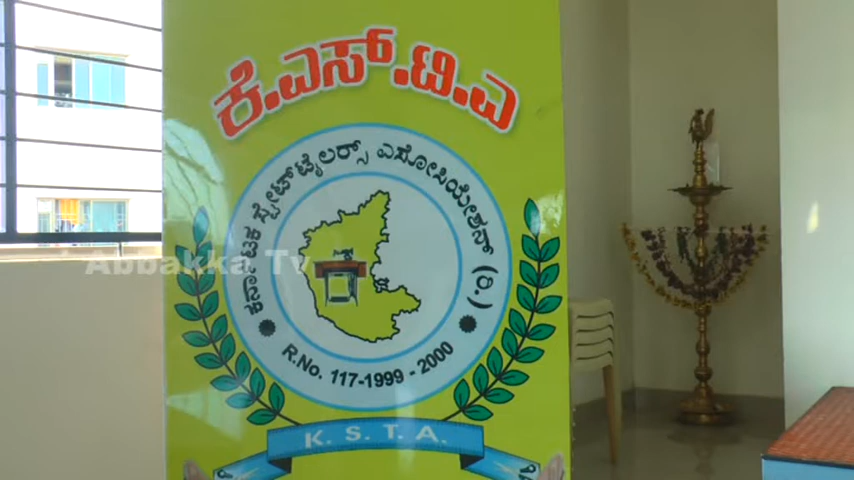 ಕೆ.ಎಸ್.ಟಿ.ಎ
ಕರ್ನಾಟಕ ಸ್ಟೇಟ್ ಟೈಲರ್ಸ್ ಎಸೋಸಿಯೇಶನ್ (ರಿ.)
R.No. 117-1999 - 2000
K. S. T. A.
Abbakka Tv